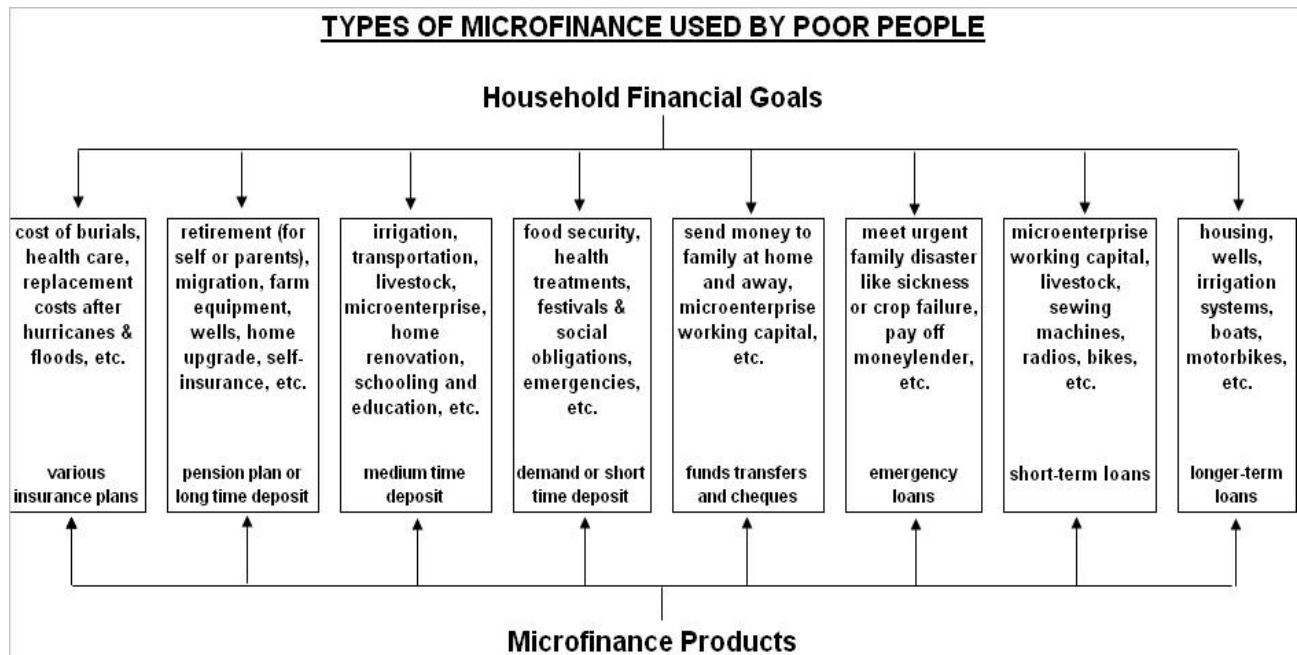 TYPES OF MICROFINANCE USED BY POOR PEOPLE
Household Financial Goals
cost of burials,
health care,
replacement
costs after
hurricanes &
floods, etc.
various
insurance plans
retirement (for
self or parents),
migration, farm
equipment,
wells, home
upgrade, self-
insurance, etc.
pension plan or
long time deposit
irrigation,
transportation,
livestock,
microenterprise,
home
renovation,
schooling and
education, etc.
medium time
deposit
food security,
health
treatments,
festivals &
social
obligations,
emergencies,
etc.
demand or short
time deposit
send money to
family at home
and away,
microenterprise
working capital,
etc.
funds transfers
and cheques
meet urgent
family disaster
like sickness
or crop failure,
pay off
moneylender,
etc.
emergency
loans
microenterprise
working capital,
livestock,
sewing
machines,
radios, bikes,
etc.
short-term loans
housing,
wells,
irrigation
systems,
boats,
motorbikes,
etc.
longer-term
loans
Microfinance Products